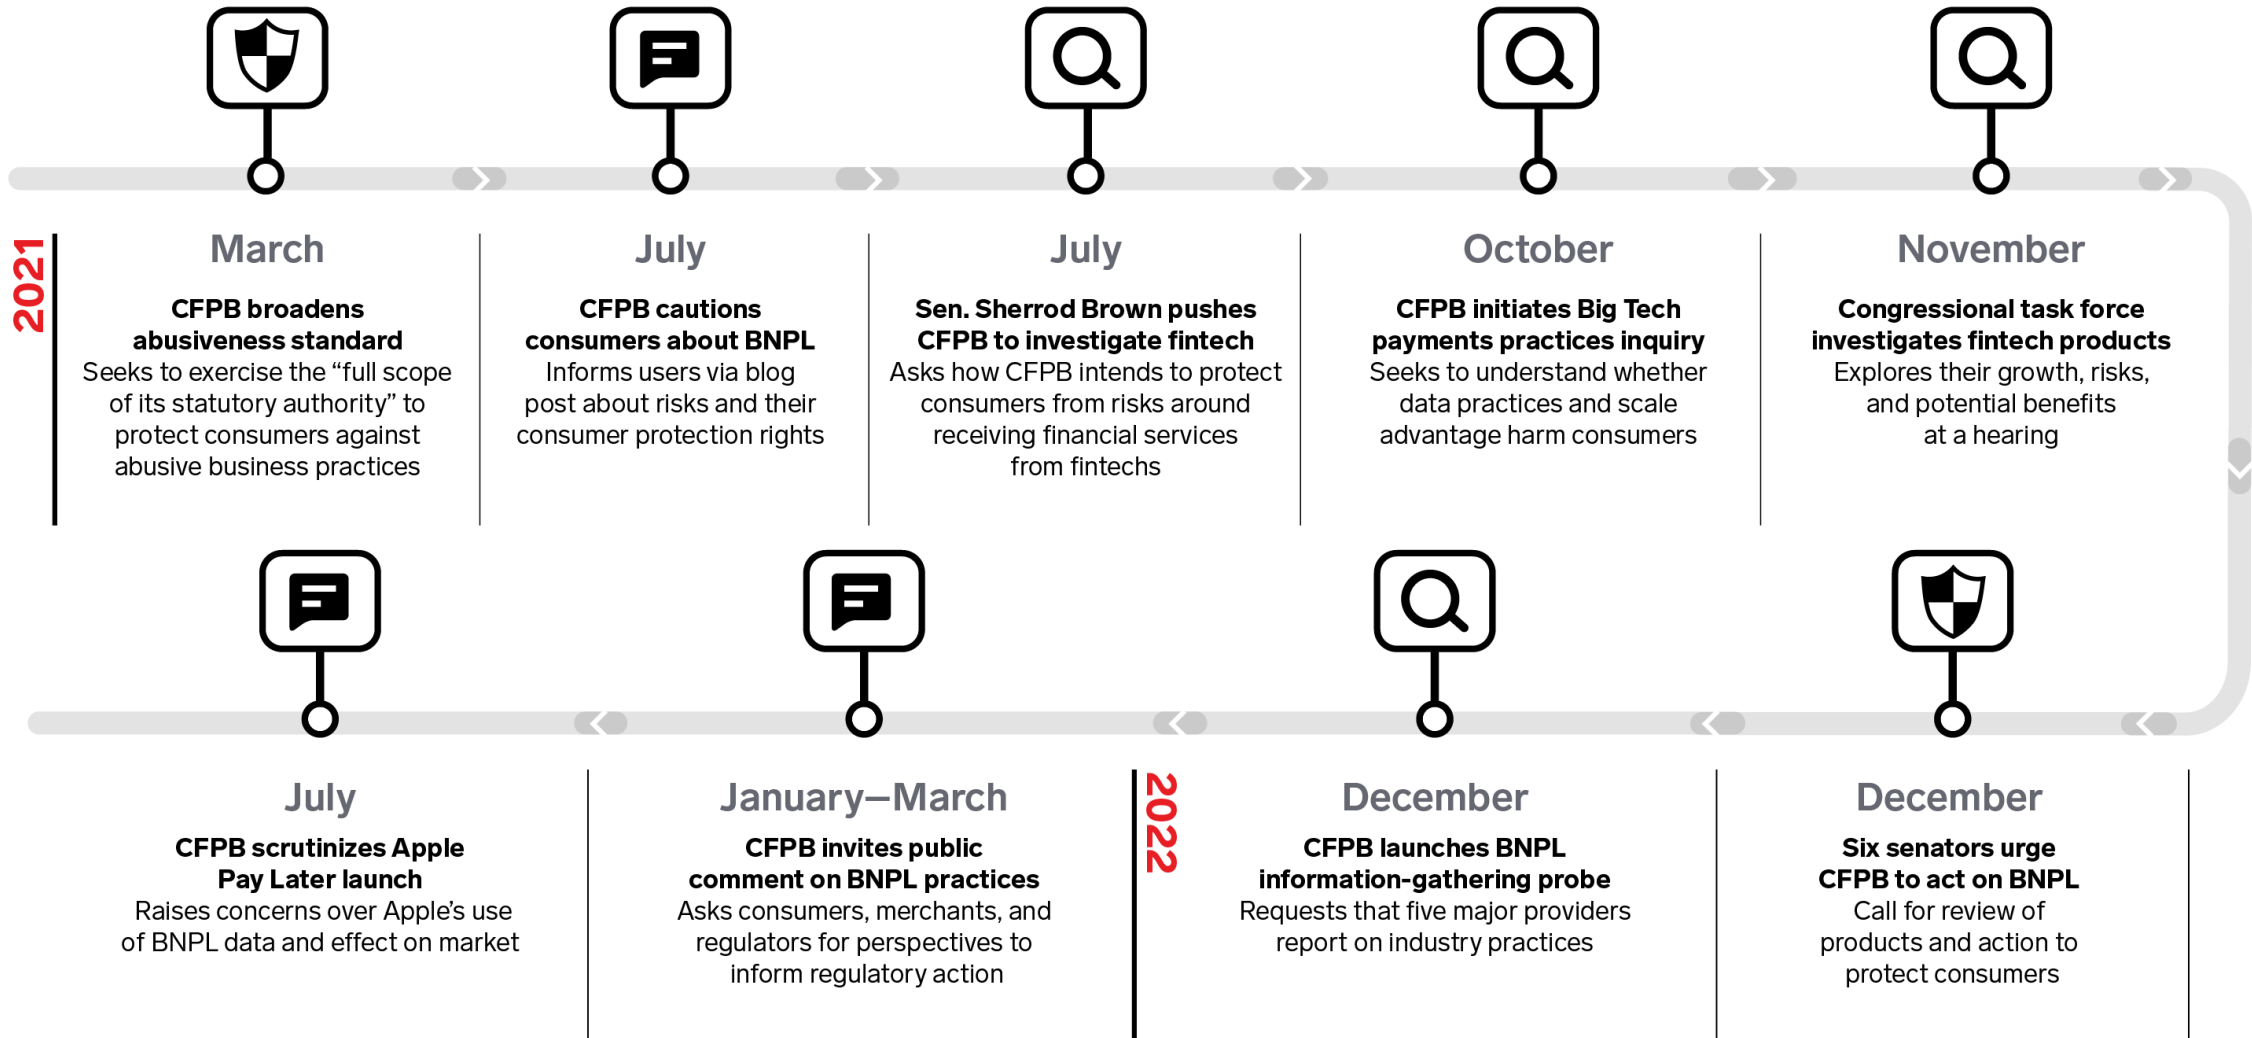 2021
March
CFPB broadens
abusiveness standard
Seeks to exercise the “full scope
of its statutory authority” to
protect consumers against
abusive business practices
July
CFPB cautions
consumers about BNPL
Informs users via blog
post about risks and their
consumer protection rights
July
Sen. Sherrod Brown pushes
CFPB to investigate fintech
Asks how CFPB intends to protect
consumers from risks around
receiving financial services
from fintechs
October
CFPB initiates Big Tech
payments practices inquiry
Seeks to understand whether
data practices and scale
advantage harm consumers
November
Congressional task force
investigates fintech products
Explores their growth, risks,
and potential benefits
at a hearing
December
Six senators urge
CFPB to act on BNPL
Call for review of
products and action to
protect consumers
December
CFPB launches BNPL
information-gathering probe
Requests that five major providers
report on industry practices
2022
January–March
CFPB invites public
comment on BNPL practices
Asks consumers, merchants, and
regulators for perspectives to
inform regulatory action
July
CFPB scrutinizes Apple
Pay Later launch
Raises concerns over Apple’s use
of BNPL data and effect on market